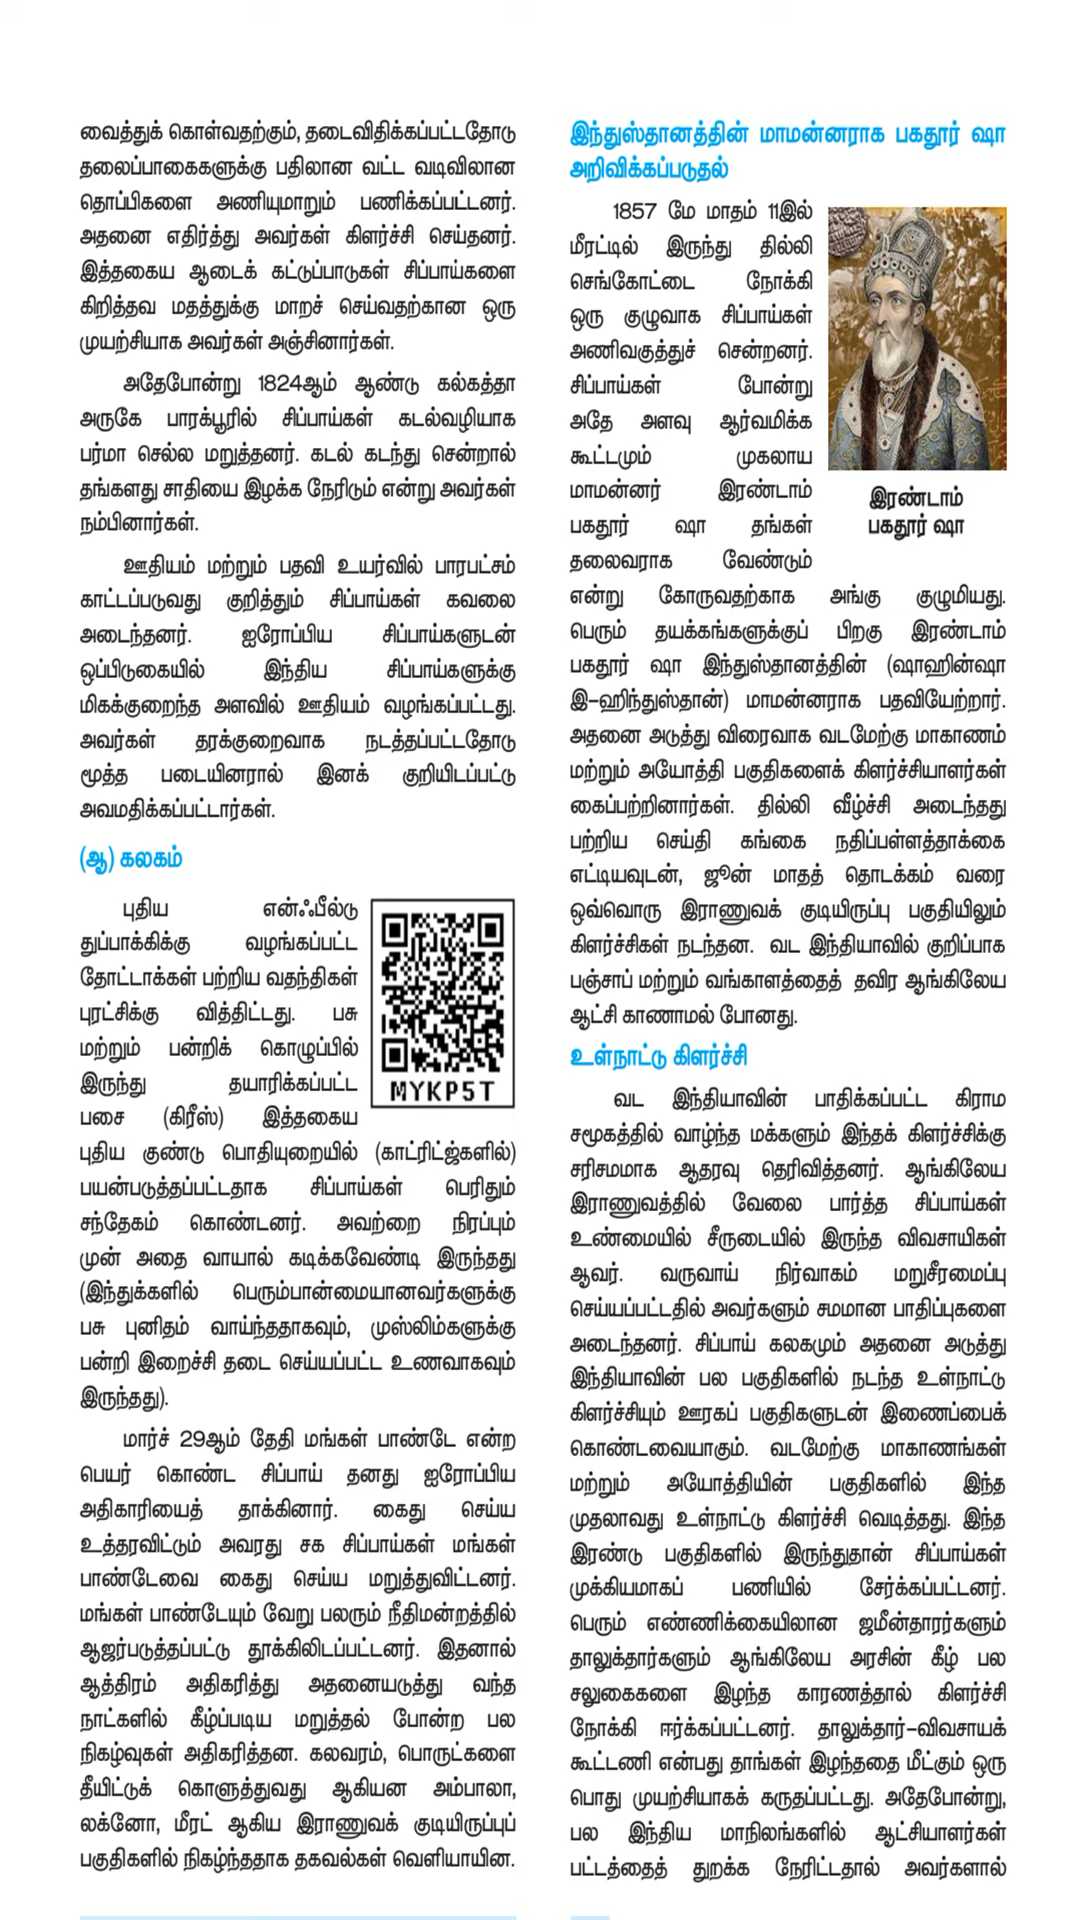 வைத்துக் கொள்வதற்கும், தடைவிதிக்கப்பட்டதோடு
தலைப்பாகைகளுக்கு பதிலான வட்ட வடிவிலான
தொப்பிகளை அணியுமாறும் பணிக்கப்பட்டனர்.
அதனை எதிர்த்து அவர்கள் கிளர்ச்சி செய்தனர்.
இத்தகைய ஆடைக் கட்டுப்பாடுகள் சிப்பாய்களை
கிறித்தவ மதத்துக்கு மாறச் செய்வதற்கான ஒரு
முயற்சியாக அவர்கள் அஞ்சினார்கள்.
அதேபோன்று 1824ஆம் ஆண்டு கல்கத்தா
அருகே பாரக்பூரில் சிப்பாய்கள் கடல்வழியாக
பர்மா செல்ல மறுத்தனர். கடல் கடந்து சென்றால்
தங்களது சாதியை இழக்க நேரிடும் என்று அவர்கள்
நம்பினார்கள்.
ஊதியம் மற்றும் பதவி உயர்வில் பாரபட்சம்
காட்டப்படுவது குறித்தும் சிப்பாய்கள் கவலை
அடைந்தனர். ஐரோப்பிய சிப்பாய்களுடன்
ஒப்பிடுகையில் இந்திய சிப்பாய்களுக்கு
மிகக்குறைந்த அளவில் ஊதியம் வழங்கப்பட்டது.
அவர்கள் தரக்குறைவாக நடத்தப்பட்டதோடு
மூத்த படையினரால் இனக் குறியிடப்பட்டு
அவமதிக்கப்பட்டார்கள்.
(ஆ) கலகம்
புதிய என்ஃபீல்டு
துப்பாக்கிக்கு வழங்கப்பட்ட
தோட்டாக்கள் பற்றிய வதந்திகள்
புரட்சிக்கு வித்திட்டது. பசு
மற்றும் பன்றிக் கொழுப்பில்
இருந்து தயாரிக்கப்பட்ட
பசை (கிரீஸ்) இத்தகைய
MYKP5T
புதிய குண்டு பொதியுறையில் (காட்ரிட்ஜ்களில்)
பயன்படுத்தப்பட்டதாக சிப்பாய்கள் பெரிதும்
சந்தேகம் கொண்டனர். அவற்றை நிரப்பும்
முன் அதை வாயால் கடிக்கவேண்டி இருந்தது
(இந்துக்களில் பெரும்பான்மையானவர்களுக்கு
பசு புனிதம் வாய்ந்ததாகவும், முஸ்லிம்களுக்கு
பன்றி இறைச்சி தடை செய்யப்பட்ட உணவாகவும்
இருந்தது).
மார்ச் 29ஆம் தேதி மங்கள் பாண்டே என்ற
பெயர் கொண்ட சிப்பாய் தனது ஐரோப்பிய
அதிகாரியைத் தாக்கினார். கைது செய்ய
உத்தரவிட்டும் அவரது சக சிப்பாய்கள் மங்கள்
பாண்டேவை கைது செய்ய மறுத்துவிட்டனர்.
மங்கள் பாண்டேயும் வேறு பலரும் நீதிமன்றத்தில்
ஆஜர்படுத்தப்பட்டு தூக்கிலிடப்பட்டனர். இதனால்
ஆத்திரம் அதிகரித்து அதனையடுத்து வந்த
நாட்களில் கீழ்ப்படிய மறுத்தல் போன்ற பல
நிகழ்வுகள் அதிகரித்தன. கலவரம், பொருட்களை
தீயிட்டுக் கொளுத்துவது ஆகியன அம்பாலா,
லக்னோ, மீரட் ஆகிய இராணுவக் குடியிருப்புப்
பகுதிகளில் நிகழ்ந்ததாக தகவல்கள் வெளியாயின.
இந்துஸ்தானத்தின் மாமன்னராக பகதூர் ஷா
அறிவிக்கப்படுதல்
1857 மே மாதம் 11இல்
மீரட்டில் இருந்து தில்லி
செங்கோட்டை நோக்கி
ஒரு குழுவாக சிப்பாய்கள்
அணிவகுத்துச் சென்றனர்.
சிப்பாய்கள் போன்று
அதே அளவு ஆர்வமிக்க
கூட்டமும் முகலாய
மாமன்னர் இரண்டாம்
பகதூர் ஷா தங்கள்
தலைவராக வேண்டும்
இரண்டாம்
பகதூர் ஷா
என்று கோருவதற்காக அங்கு குழுமியது.
பெரும் தயக்கங்களுக்குப் பிறகு இரண்டாம்
பகதூர் ஷா இந்துஸ்தானத்தின் (ஷாஹின்ஷா
இ–ஹிந்துஸ்தான்) மாமன்னராக பதவியேற்றார்.
அதனை அடுத்து விரைவாக வடமேற்கு மாகாணம்
மற்றும் அயோத்தி பகுதிகளைக் கிளர்ச்சியாளர்கள்
கைப்பற்றினார்கள். தில்லி வீழ்ச்சி அடைந்தது
பற்றிய செய்தி கங்கை நதிப்பள்ளத்தாக்கை
எட்டியவுடன், ஜூன் மாதத் தொடக்கம் வரை
ஒவ்வொரு இராணுவக் குடியிருப்பு பகுதியிலும்
கிளர்ச்சிகள் நடந்தன. வட இந்தியாவில் குறிப்பாக
பஞ்சாப் மற்றும் வங்காளத்தைத் தவிர ஆங்கிலேய
ஆட்சி காணாமல் போனது.
உள்நாட்டு கிளர்ச்சி
வட இந்தியாவின் பாதிக்கப்பட்ட கிராம
சமூகத்தில் வாழ்ந்த மக்களும் இந்தக் கிளர்ச்சிக்கு
சரிசமமாக ஆதரவு தெரிவித்தனர். ஆங்கிலேய
இராணுவத்தில் வேலை பார்த்த சிப்பாய்கள்
உண்மையில் சீருடையில் இருந்த விவசாயிகள்
ஆவர். வருவாய் நிர்வாகம் மறுசீரமைப்பு
செய்யப்பட்டதில் அவர்களும் சமமான பாதிப்புகளை
அடைந்தனர். சிப்பாய் கலகமும் அதனை அடுத்து
இந்தியாவின் பல பகுதிகளில் நடந்த உள்நாட்டு
கிளர்ச்சியும் ஊரகப் பகுதிகளுடன் இணைப்பைக்
கொண்டவையாகும். வடமேற்கு மாகாணங்கள்
மற்றும் அயோத்தியின் பகுதிகளில் இந்த
முதலாவது உள்நாட்டு கிளர்ச்சி வெடித்தது. இந்த
இரண்டு பகுதிகளில் இருந்துதான் சிப்பாய்கள்
முக்கியமாகப் பணியில் சேர்க்கப்பட்டனர்.
பெரும் எண்ணிக்கையிலான ஜமீன்தாரர்களும்
தாலுக்தார்களும் ஆங்கிலேய அரசின் கீழ் பல
சலுகைகளை இழந்த காரணத்தால் கிளர்ச்சி
நோக்கி ஈர்க்கப்பட்டனர். தாலுக்தார்–விவசாயக்
கூட்டணி என்பது தாங்கள் இழந்ததை மீட்கும் ஒரு
பொது முயற்சியாகக் கருதப்பட்டது. அதேபோன்று,
பல இந்திய மாநிலங்களில் ஆட்சியாளர்கள்
பட்டத்தைத் துறக்க நேரிட்டதால் அவர்களால்